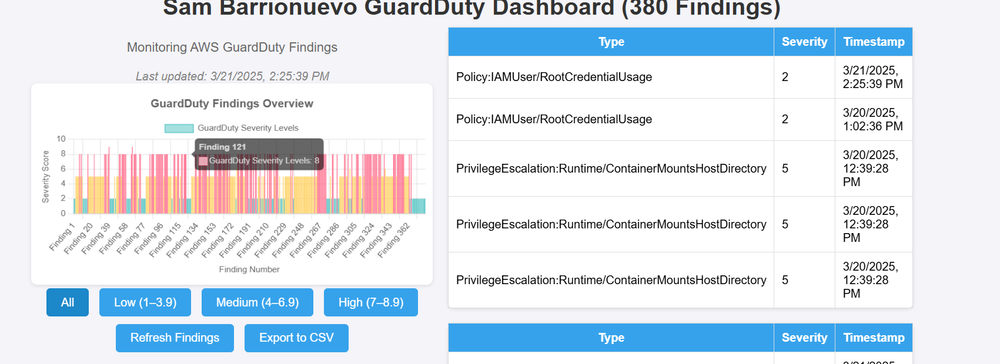 Sam Barrionuevo GuardDuty Dashboard (380 Findings)
Monitoring AWS GuardDuty Findings
Last updated: 3/21/2025, 2:25:39 PM
GuardDuty Findings Overview
GuardDuty Severity Levels
Finding 121
GuardDuty Severity Levels: 8
Severity Score
10
8
6
4
2
0
Finding 1
Finding 20
Finding 39
Finding 58
Finding 77
Finding 96
Finding 115
Finding 134
Finding 153
Finding 172
Finding 191
Finding 210
Finding 229
Finding 248
Finding 267
Finding 286
Finding 305
Finding 324
Finding 343
Finding 362
Finding Number
All
Low (1–3.9)
Medium (4–6.9)
High (7–8.9)
Refresh Findings
Export to CSV
Type Severity Timestamp
Policy:IAMUser/RootCredentialUsage 2 3/21/2025,
2:25:39 PM
Policy:IAMUser/RootCredentialUsage 2 3/20/2025,
1:02:36 PM
PrivilegeEscalation:Runtime/ContainerMountsHostDirectory 5 3/20/2025,
12:39:28
PM
PrivilegeEscalation:Runtime/ContainerMountsHostDirectory 5 3/20/2025,
12:39:28
PM
PrivilegeEscalation:Runtime/ContainerMountsHostDirectory 5 3/20/2025,
12:39:28
PM
Type Severity Timestamp